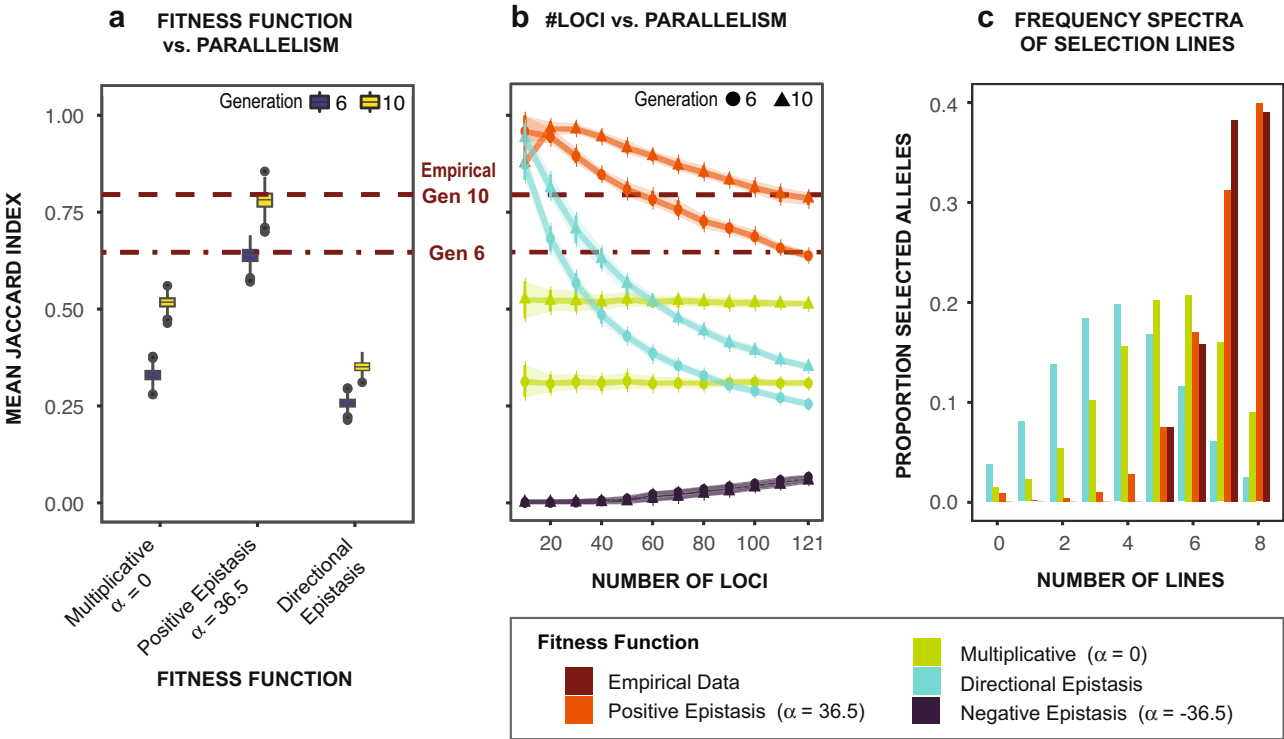 a FITNESS FUNCTION
vs. PARALLELISM
b #LOCI vs. PARALLELISM
c FREQUENCY SPECTRA
OF SELECTION LINES
MEAN JACCARD INDEX
1.00
0.75
0.50
0.25
0.00
Generation 6 10
Multiplicative
α = 0
Positive Epistasis
α = 36.5
Directional
Epistasis
FITNESS FUNCTION
Empirical
Gen 10
Gen 6
Generation 6 10
20 40 60 80 100 121
NUMBER OF LOCI
PROPORTION SELECTED ALLELES
0.4
0.3
0.2
0.1
0.0
0 2 4 6 8
NUMBER OF LINES
Fitness Function
Empirical Data
Positive Epistasis (α = 36.5)
Multiplicative (α = 0)
Directional Epistasis
Negative Epistasis (α = -36.5)